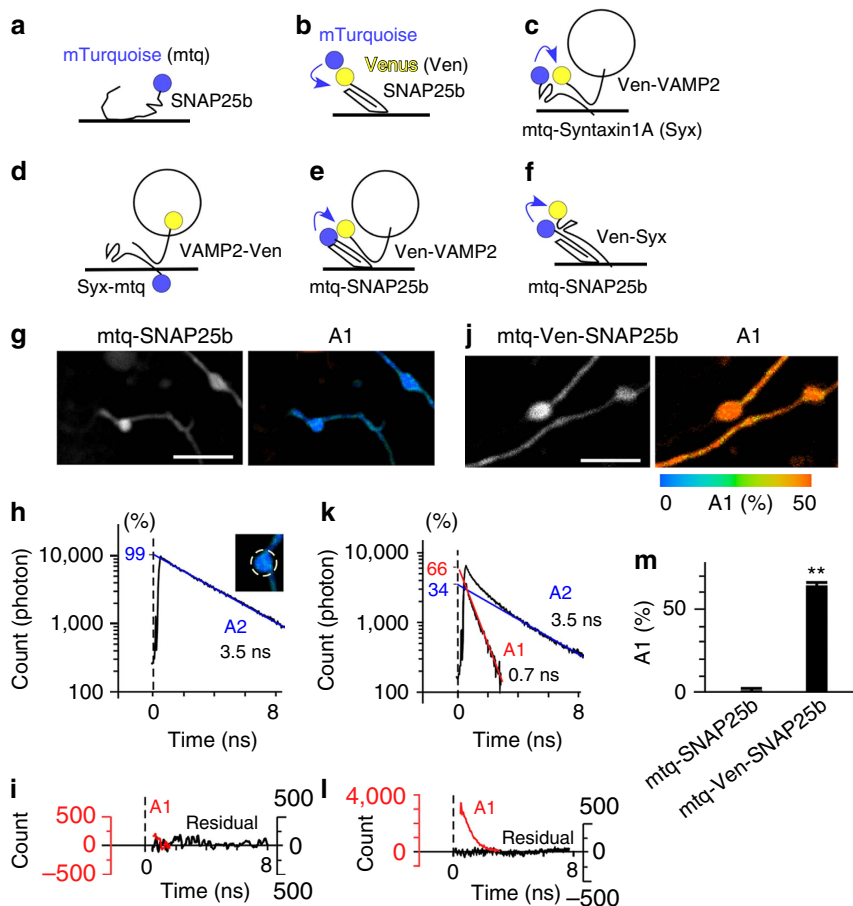 a
mTurquoise (mtq)
SNAP25b
b
mTurquoise
Venus (Ven)
SNAP25b
c
Ven-VAMP2
mtq-Syntaxin1A (Syx)
d
VAMP2-Ven
Syx-mtq
e
Ven-VAMP2
mtq-SNAP25b
f
Ven-Syx
mtq-SNAP25b
g
mtq-SNAP25b
A1
j
mtq-Ven-SNAP25b
A1
0 A1 (%) 50
h
(%)
99
10,000
1,000
100
Count (photon)
A2
3.5 ns
0 8
Time (ns)
k
(%)
66
34
10,000
1,000
100
Count (photon)
A2
3.5 ns
A1
0.7 ns
0 8
Time (ns)
m
**
A1 (%)
50
0
mtq-SNAP25b
mtq-Ven-SNAP25b
i
A1
Residual
500
0
−500
Count
500
0
500
0 8
Time (ns)
l
A1
Residual
4,000
0
Count
500
0
−500
0 8
Time (ns)